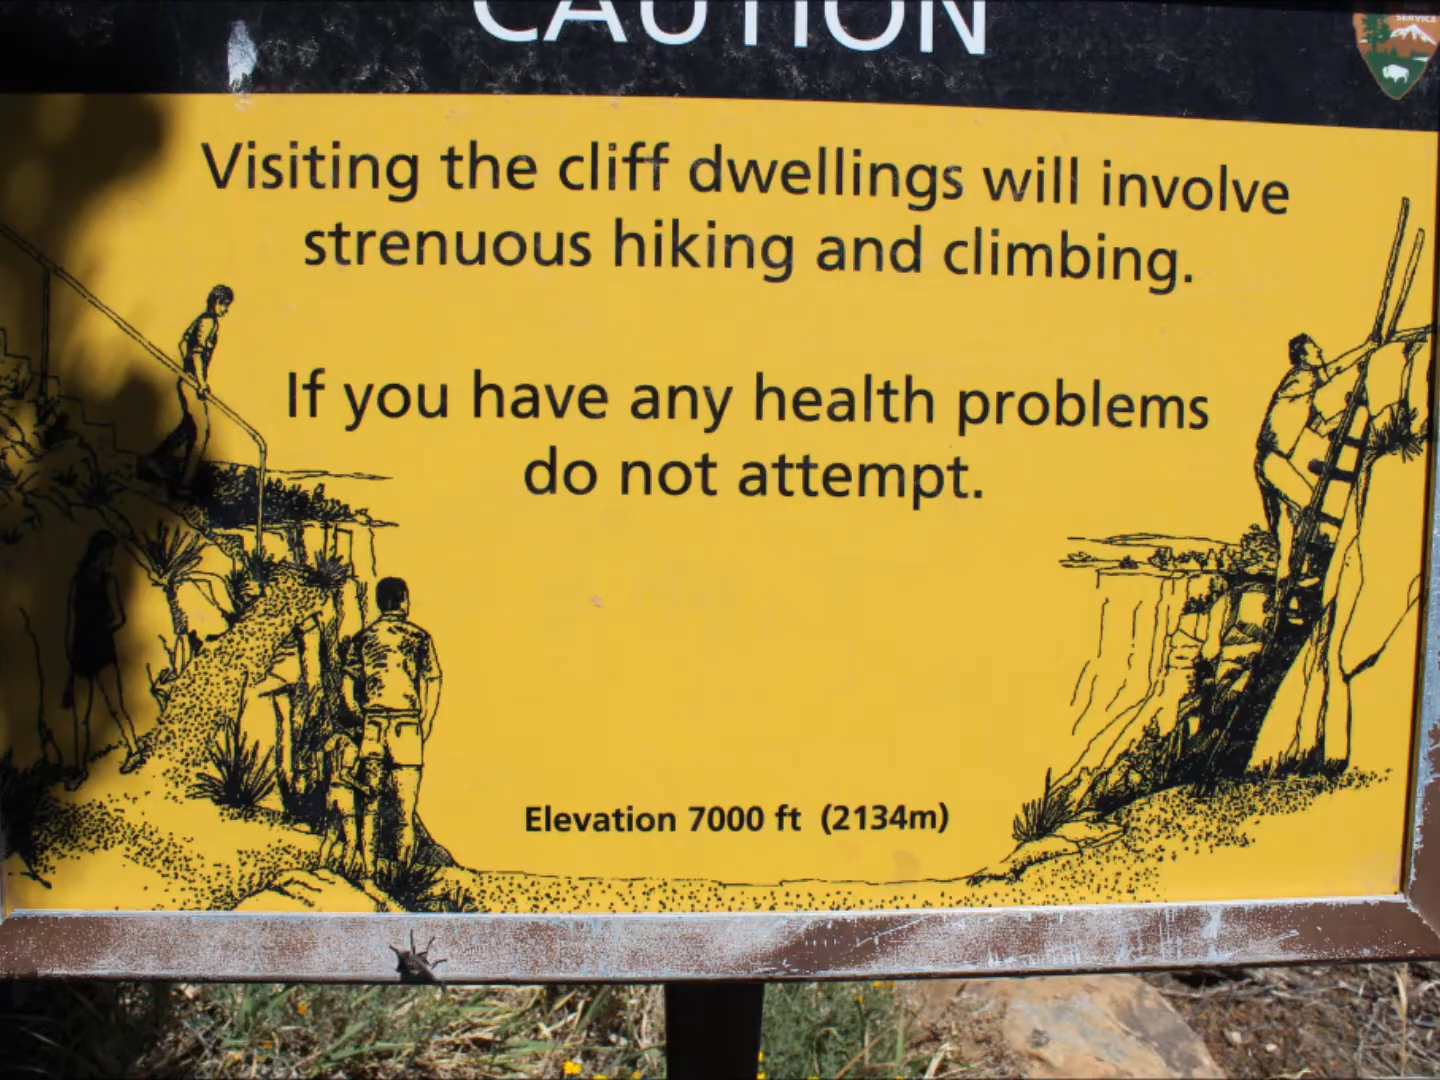 CAUTION
SERVICE
Visiting the cliff dwellings will involve
strenuous hiking and climbing.
If you have any health problems
do not attempt.
Elevation 7000 ft (2134m)